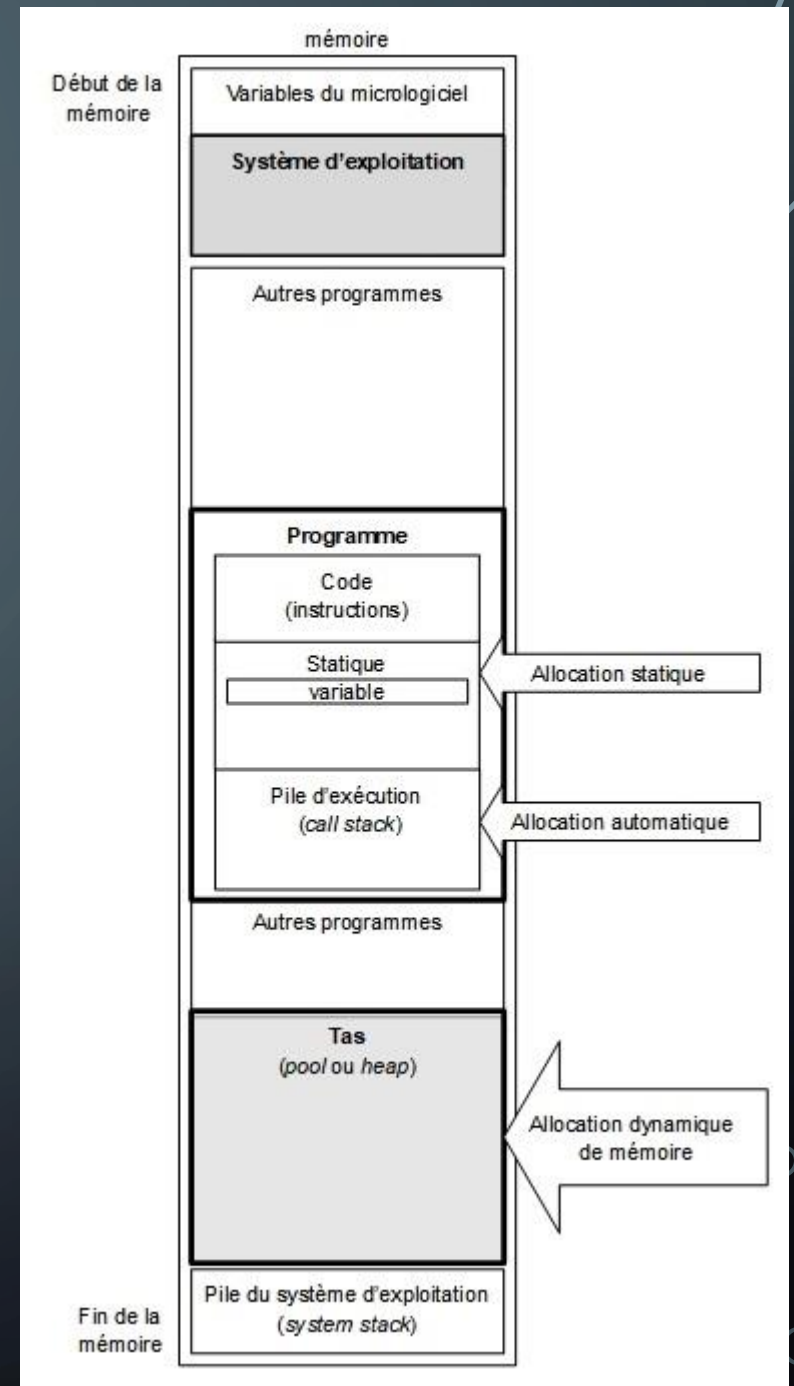 mémoire
Début de la
mémoire
Variables du micrologiciel
Système d'exploitation
Autres programmes
Programme
Code
(instructions)
Statique
variable
Allocation statique
Pile d'exécution
(call stack)
Allocation automatique
Autres programmes
Tas
(pool ou heap)
Allocation dynamique
de mémoire
Pile du système d'exploitation
(system stack)
Fin de la
mémoire